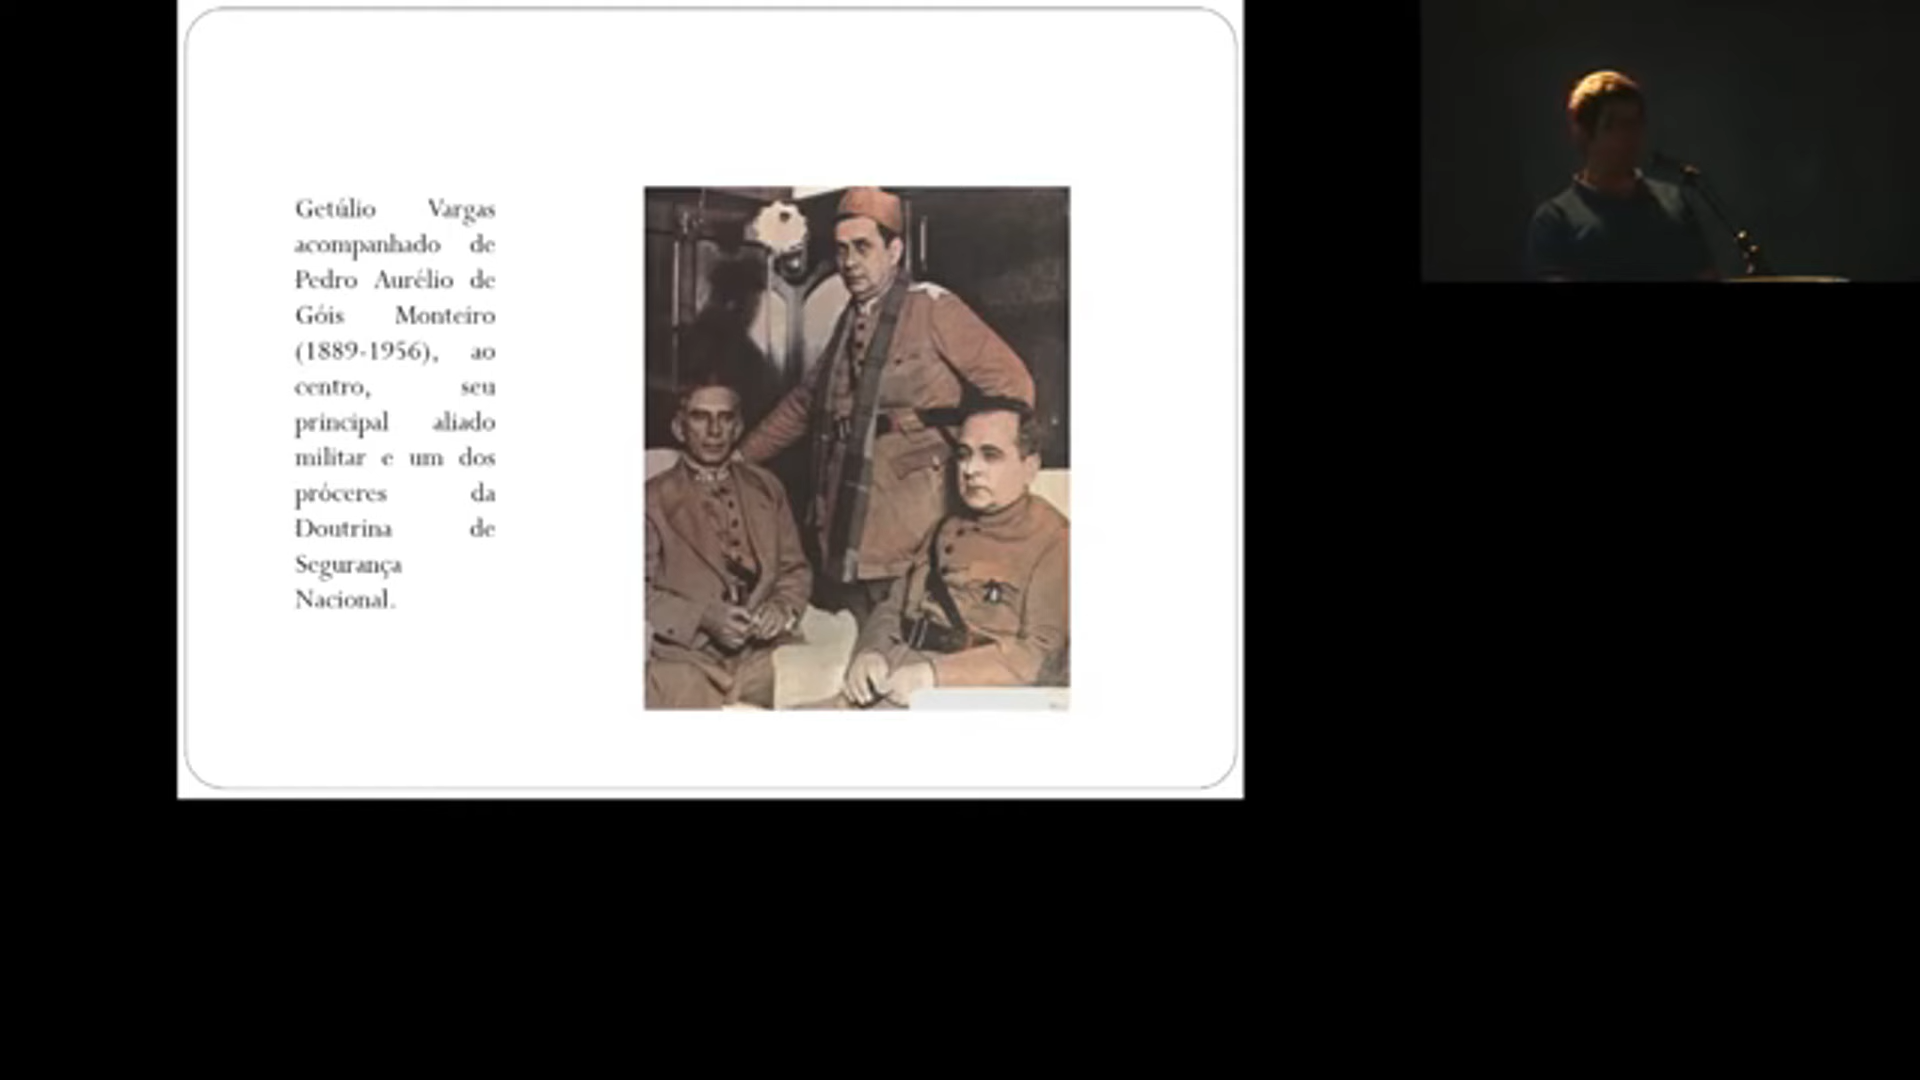 Getúlio Vargas
acompanhado de
Pedro Aurélio de
Góis Monteiro
(1889-1956), ao
centro, seu
principal aliado
militar e um dos
próceres da
Doutrina de
Segurança
Nacional.